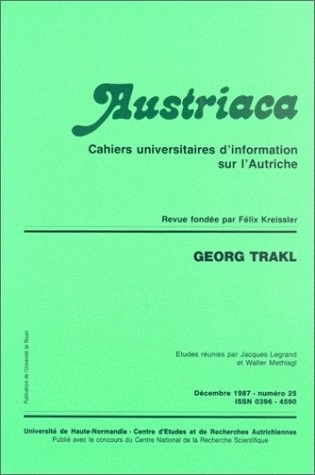 Austriaca
Cahiers universitaires d'information
sur l'Autriche
Revue fondée par Félix Kreissler
GEORG TRAKL
Etudes réunies par Jacques Legrand
et Walter Methlagl
Publications de l'Université de Rouen
Décembre 1987 - numéro 25
ISSN 0396 - 4590
Université de Haute-Normandie - Centre d'Etudes et de Recherches Autrichiennes
Publié avec le concours du Centre National de la Recherche Scientifique